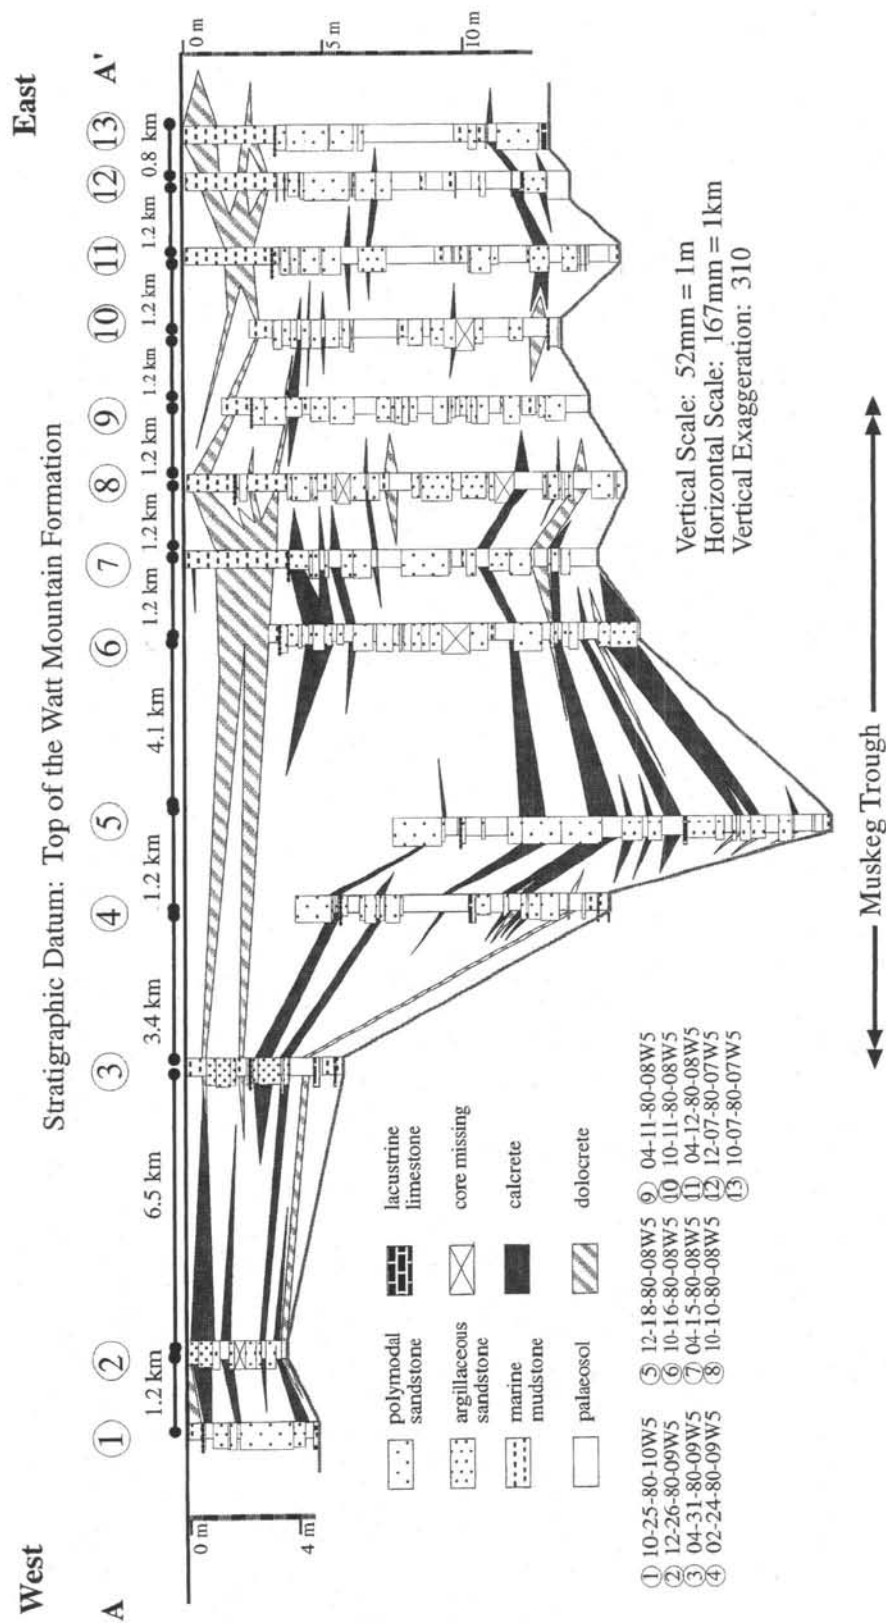 West
East
Stratigraphic Datum: Top of the Watt Mountain Formation
A
A'
① ② ③ ④ ⑤ ⑥ ⑦ ⑧ ⑨ ⑩ ⑪ ⑫ ⑬
1.2 km 6.5 km 3.4 km 1.2 km 4.1 km 1.2 km 1.2 km 1.2 km 1.2 km 1.2 km 1.2 km 0.8 km
0 m
4 m
0 m
5 m
10 m
polymodal
sandstone
argillaceous
sandstone
marine
mudstone
palaeosol
lacustrine
limestone
core missing
calcrete
dolocrete
Vertical Scale: 52mm = 1m
Horizontal Scale: 167mm = 1km
Vertical Exaggeration: 310
① 10-25-80-10W5
② 12-26-80-09W5
③ 04-31-80-09W5
④ 02-24-80-09W5
⑤ 12-18-80-08W5
⑥ 10-16-80-08W5
⑦ 04-15-80-08W5
⑧ 10-10-80-08W5
⑨ 04-11-80-08W5
⑩ 10-11-80-08W5
⑪ 04-12-80-08W5
⑫ 12-07-80-07W5
⑬ 10-07-80-07W5
Muskeg Trough